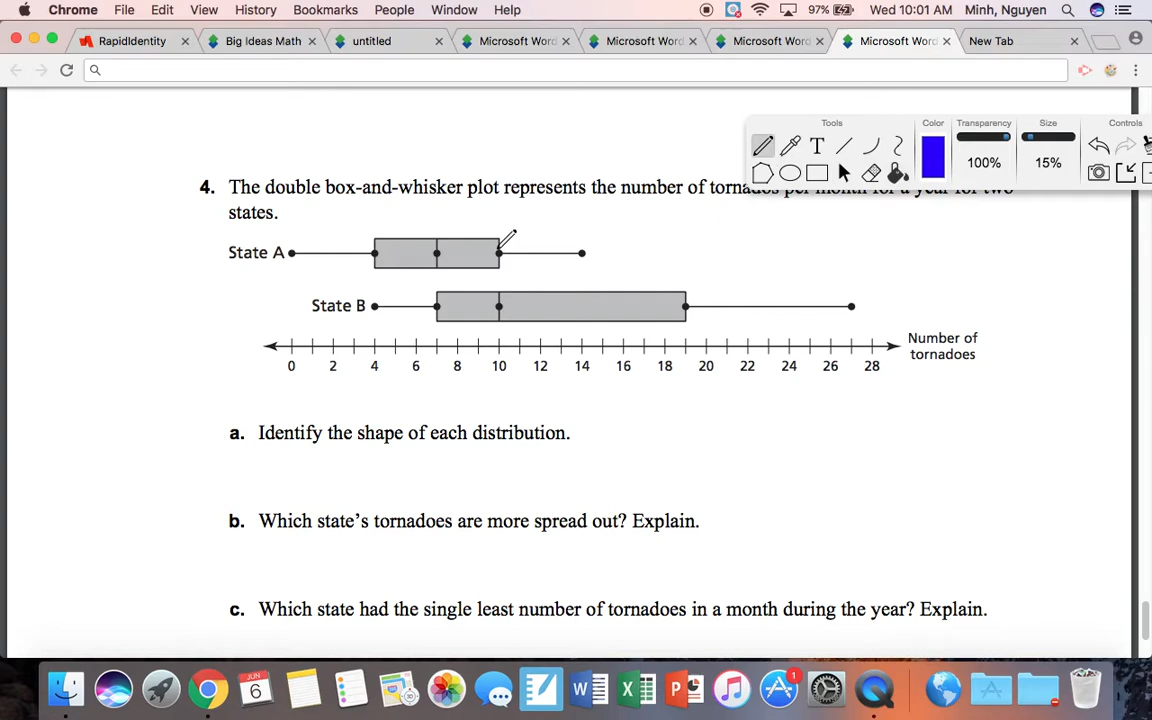 Chrome File Edit View History Bookmarks People Window Help 97% Wed 10:01 AM Minh, Nguyen
RapidIdentity Big Ideas Math untitled Microsoft Word Microsoft Word Microsoft Word Microsoft Word New Tab
Tools Color Transparency Size Controls
100% 15%
4. The double box-and-whisker plot represents the number of tornados per month for a year for two
states.
State A
State B
Number of
tornadoes
0 2 4 6 8 10 12 14 16 18 20 22 24 26 28
a. Identify the shape of each distribution.
b. Which state's tornadoes are more spread out? Explain.
c. Which state had the single least number of tornadoes in a month during the year? Explain.
JUN
6
1